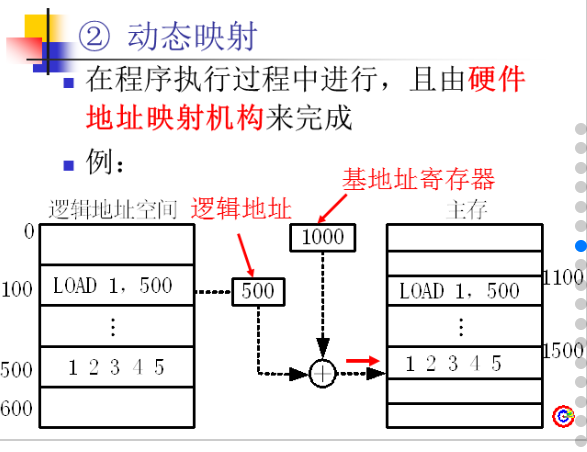 ② 动态映射
在程序执行过程中进行，且由硬件
地址映射机构来完成
例：
基地址寄存器
逻辑地址空间 逻辑地址 主存
0 1000
100 LOAD 1，500 500 LOAD 1，500 1100
⋮ ⋮
500 1 2 3 4 5 + 1 2 3 4 5 1500
600